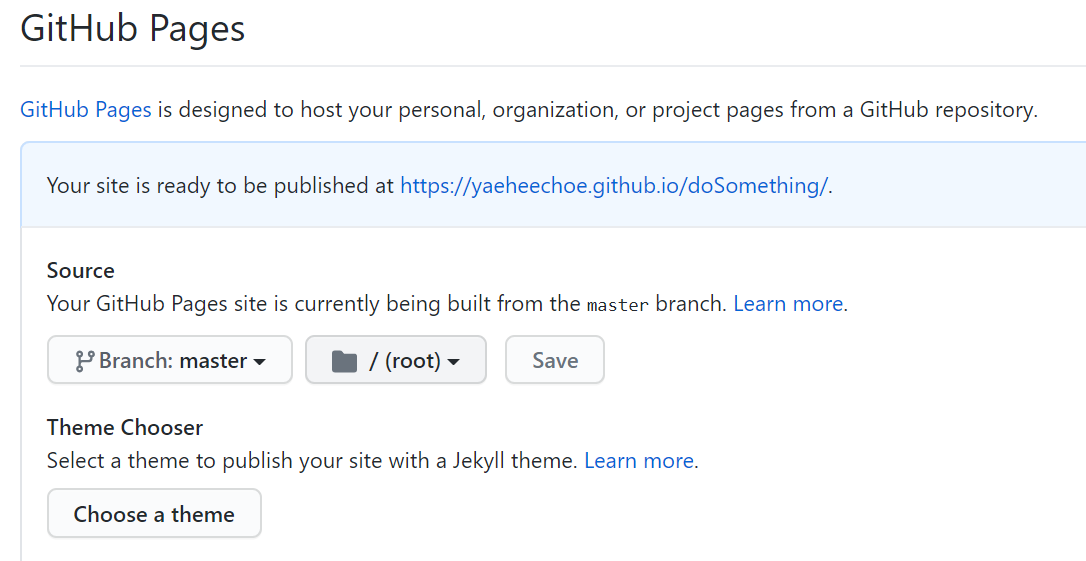 GitHub Pages
GitHub Pages is designed to host your personal, organization, or project pages from a GitHub repository.
Your site is ready to be published at https://yaeheechoe.github.io/doSomething/.
Source
Your GitHub Pages site is currently being built from the master branch. Learn more.
Branch: master / (root) Save
Theme Chooser
Select a theme to publish your site with a Jekyll theme. Learn more.
Choose a theme